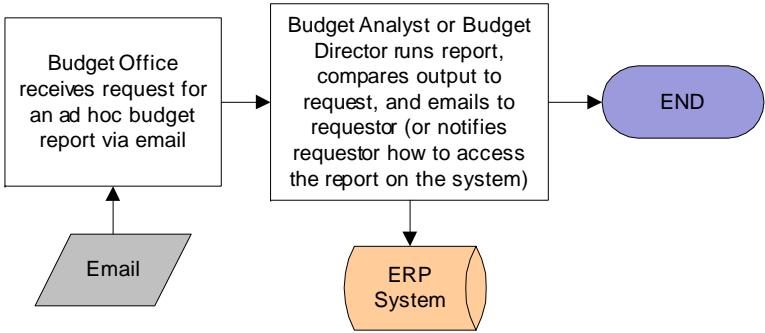 Budget Office
receives request for
an ad hoc budget
report via email
Budget Analyst or Budget
Director runs report,
compares output to
request, and emails to
requestor (or notifies
requestor how to access
the report on the system)
END
Email
ERP
System